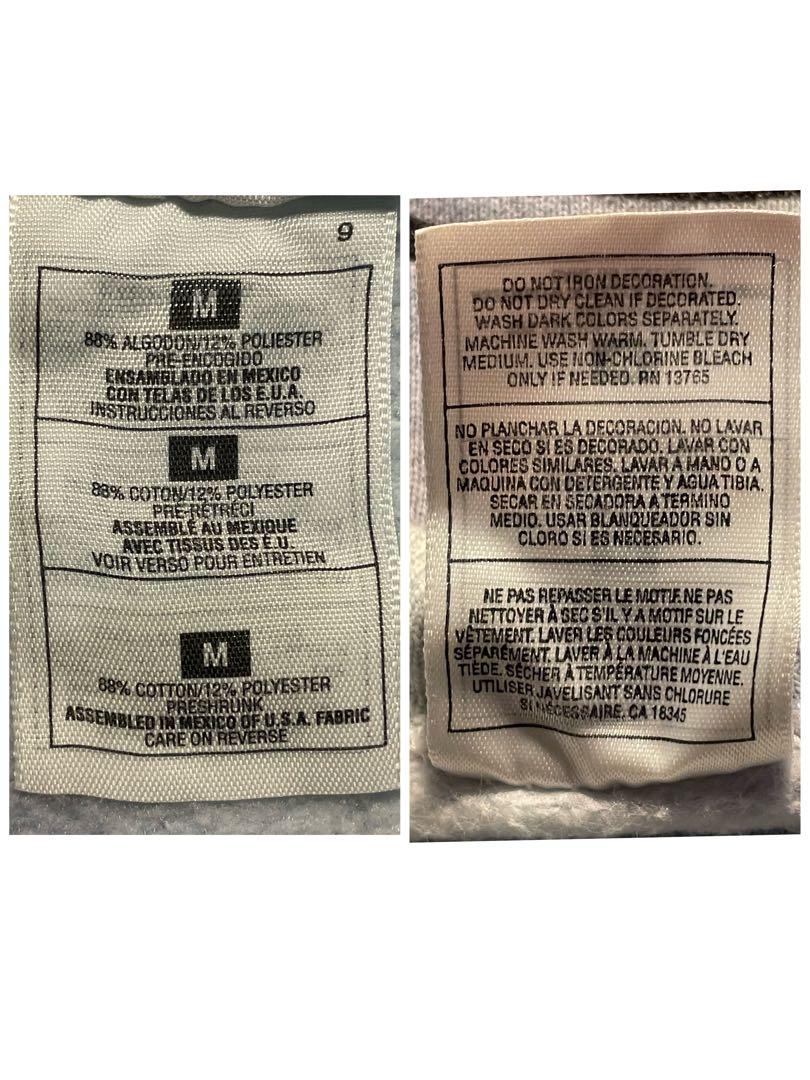 9
M
88% ALGODON/12% POLIESTER
PRE-ENCOGIDO
ENSAMBLADO EN MEXICO
CON TELAS DE LOS E.U.A.
INSTRUCCIONES AL REVERSO
M
88% COTON/12% POLYESTER
PRE-RÉTRÉCI
ASSEMBLÉ AU MEXIQUE
AVEC TISSUS DES É.U.
VOIR VERSO POUR ENTRETIEN
M
88% COTTON/12% POLYESTER
PRESHRUNK
ASSEMBLED IN MEXICO OF U.S.A. FABRIC
CARE ON REVERSE
DO NOT IRON DECORATION.
DO NOT DRY CLEAN IF DECORATED.
WASH DARK COLORS SEPARATELY.
MACHINE WASH WARM. TUMBLE DRY
MEDIUM. USE NON-CHLORINE BLEACH
ONLY IF NEEDED. RN 13765
NO PLANCHAR LA DECORACION. NO LAVAR
EN SECO SI ES DECORADO. LAVAR CON
COLORES SIMILARES. LAVAR A MANO O A
MAQUINA CON DETERGENTE Y AGUA TIBIA.
SECAR EN SECADORA A TERMINO
MEDIO. USAR BLANQUEADOR SIN
CLORO SI ES NECESARIO.
NE PAS REPASSER LE MOTIF. NE PAS
NETTOYER À SEC S'IL Y A MOTIF SUR LE
VÊTEMENT. LAVER LES COULEURS FONCÉES
SÉPARÉMENT. LAVER À LA MACHINE À L'EAU
TIÈDE. SÉCHER À TEMPÉRATURE MOYENNE.
UTILISER JAVELISANT SANS CHLORURE
SI NÉCESSAIRE. CA 18345